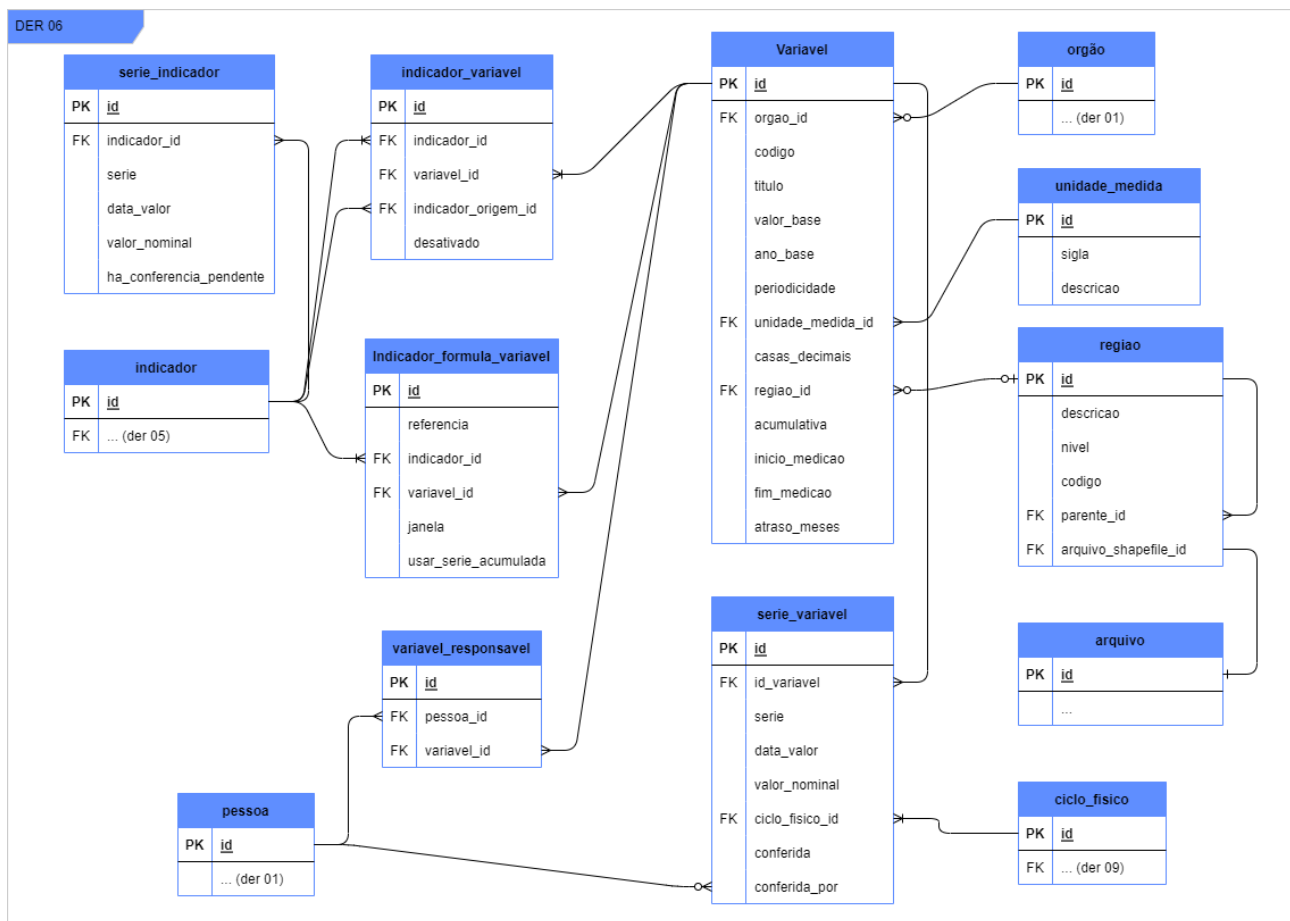 DER 06
serie_indicador
PK id
FK indicador_id
serie
data_valor
valor_nominal
ha_conferencia_pendente
indicador_variavel
PK id
FK indicador_id
FK variavel_id
FK indicador_origem_id
desativado
Variavel
PK id
FK orgao_id
codigo
titulo
valor_base
ano_base
periodicidade
FK unidade_medida_id
casas_decimais
FK regiao_id
acumulativa
inicio_medicao
fim_medicao
atraso_meses
orgão
PK id
... (der 01)
unidade_medida
PK id
sigla
descricao
indicador
PK id
FK ... (der 05)
Indicador_formula_variavel
PK id
referencia
FK indicador_id
FK variavel_id
janela
usar_serie_acumulada
regiao
PK id
descricao
nivel
codigo
FK parente_id
FK arquivo_shapefile_id
variavel_responsavel
PK id
FK pessoa_id
FK variavel_id
serie_variavel
PK id
FK id_variavel
serie
data_valor
valor_nominal
FK ciclo_fisico_id
conferida
conferida_por
arquivo
PK id
...
pessoa
PK id
... (der 01)
ciclo_fisico
PK id
FK ... (der 09)